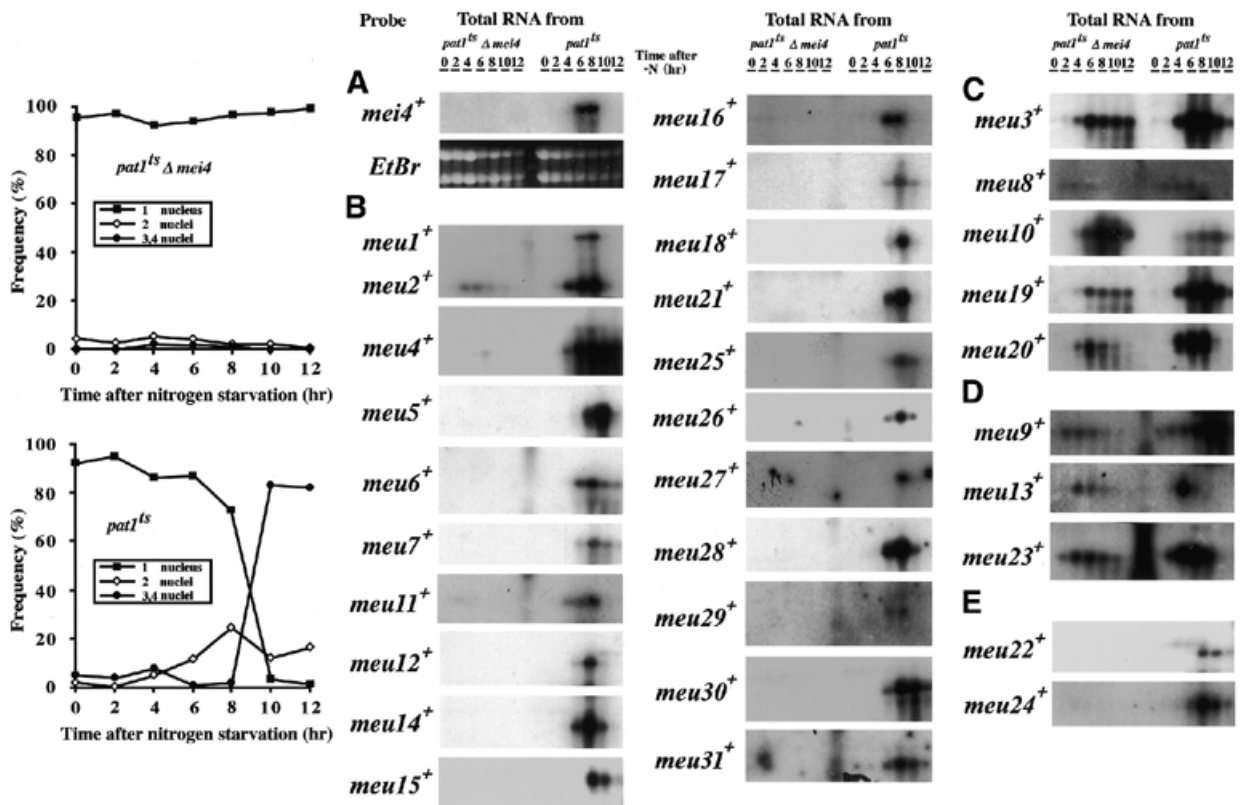 100
80
60
40
20
0
Frequency (%)
pat1ts Δ mei4
1 nucleus
2 nuclei
3,4 nuclei
0 2 4 6 8 10 12
Time after nitrogen starvation (hr)
100
80
60
40
20
0
Frequency (%)
pat1ts
1 nucleus
2 nuclei
3,4 nuclei
0 2 4 6 8 10 12
Time after nitrogen starvation (hr)
Probe
Total RNA from
pat1ts Δ mei4 pat1ts
0 2 4 6 8 10 12 0 2 4 6 8 10 12
A
mei4+
EtBr
B
meu1+
meu2+
meu4+
meu5+
meu6+
meu7+
meu11+
meu12+
meu14+
meu15+
Time after
-N (hr)
Total RNA from
pat1ts Δ mei4 pat1ts
0 2 4 6 8 10 12 0 2 4 6 8 10 12
meu16+
meu17+
meu18+
meu21+
meu25+
meu26+
meu27+
meu28+
meu29+
meu30+
meu31+
Total RNA from
pat1ts Δ mei4 pat1ts
0 2 4 6 8 10 12 0 2 4 6 8 10 12
C
meu3+
meu8+
meu10+
meu19+
meu20+
D
meu9+
meu13+
meu23+
E
meu22+
meu24+